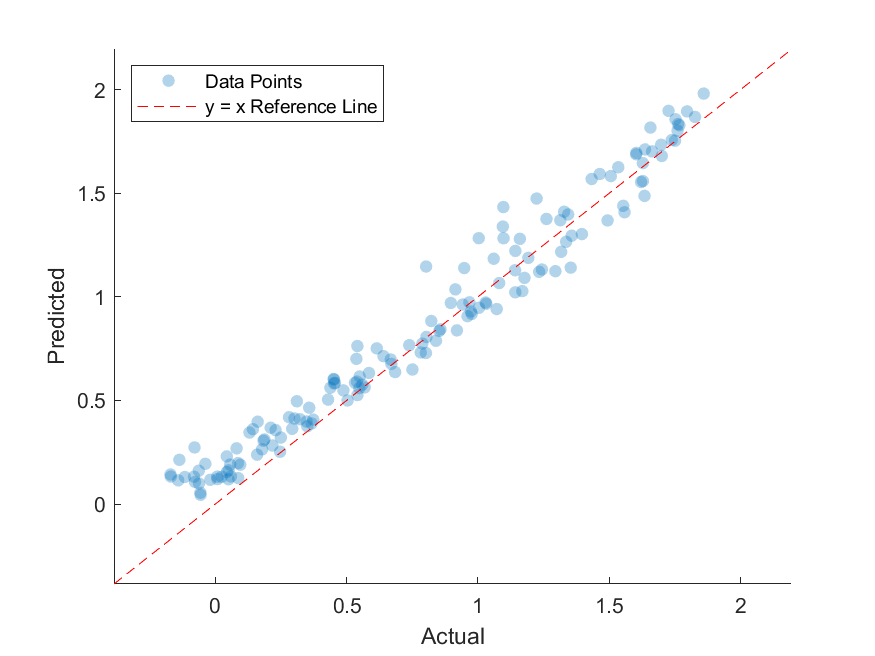 Data Points
y = x Reference Line
2
1.5
1
0.5
0
Predicted
0
0.5
1
1.5
2
Actual